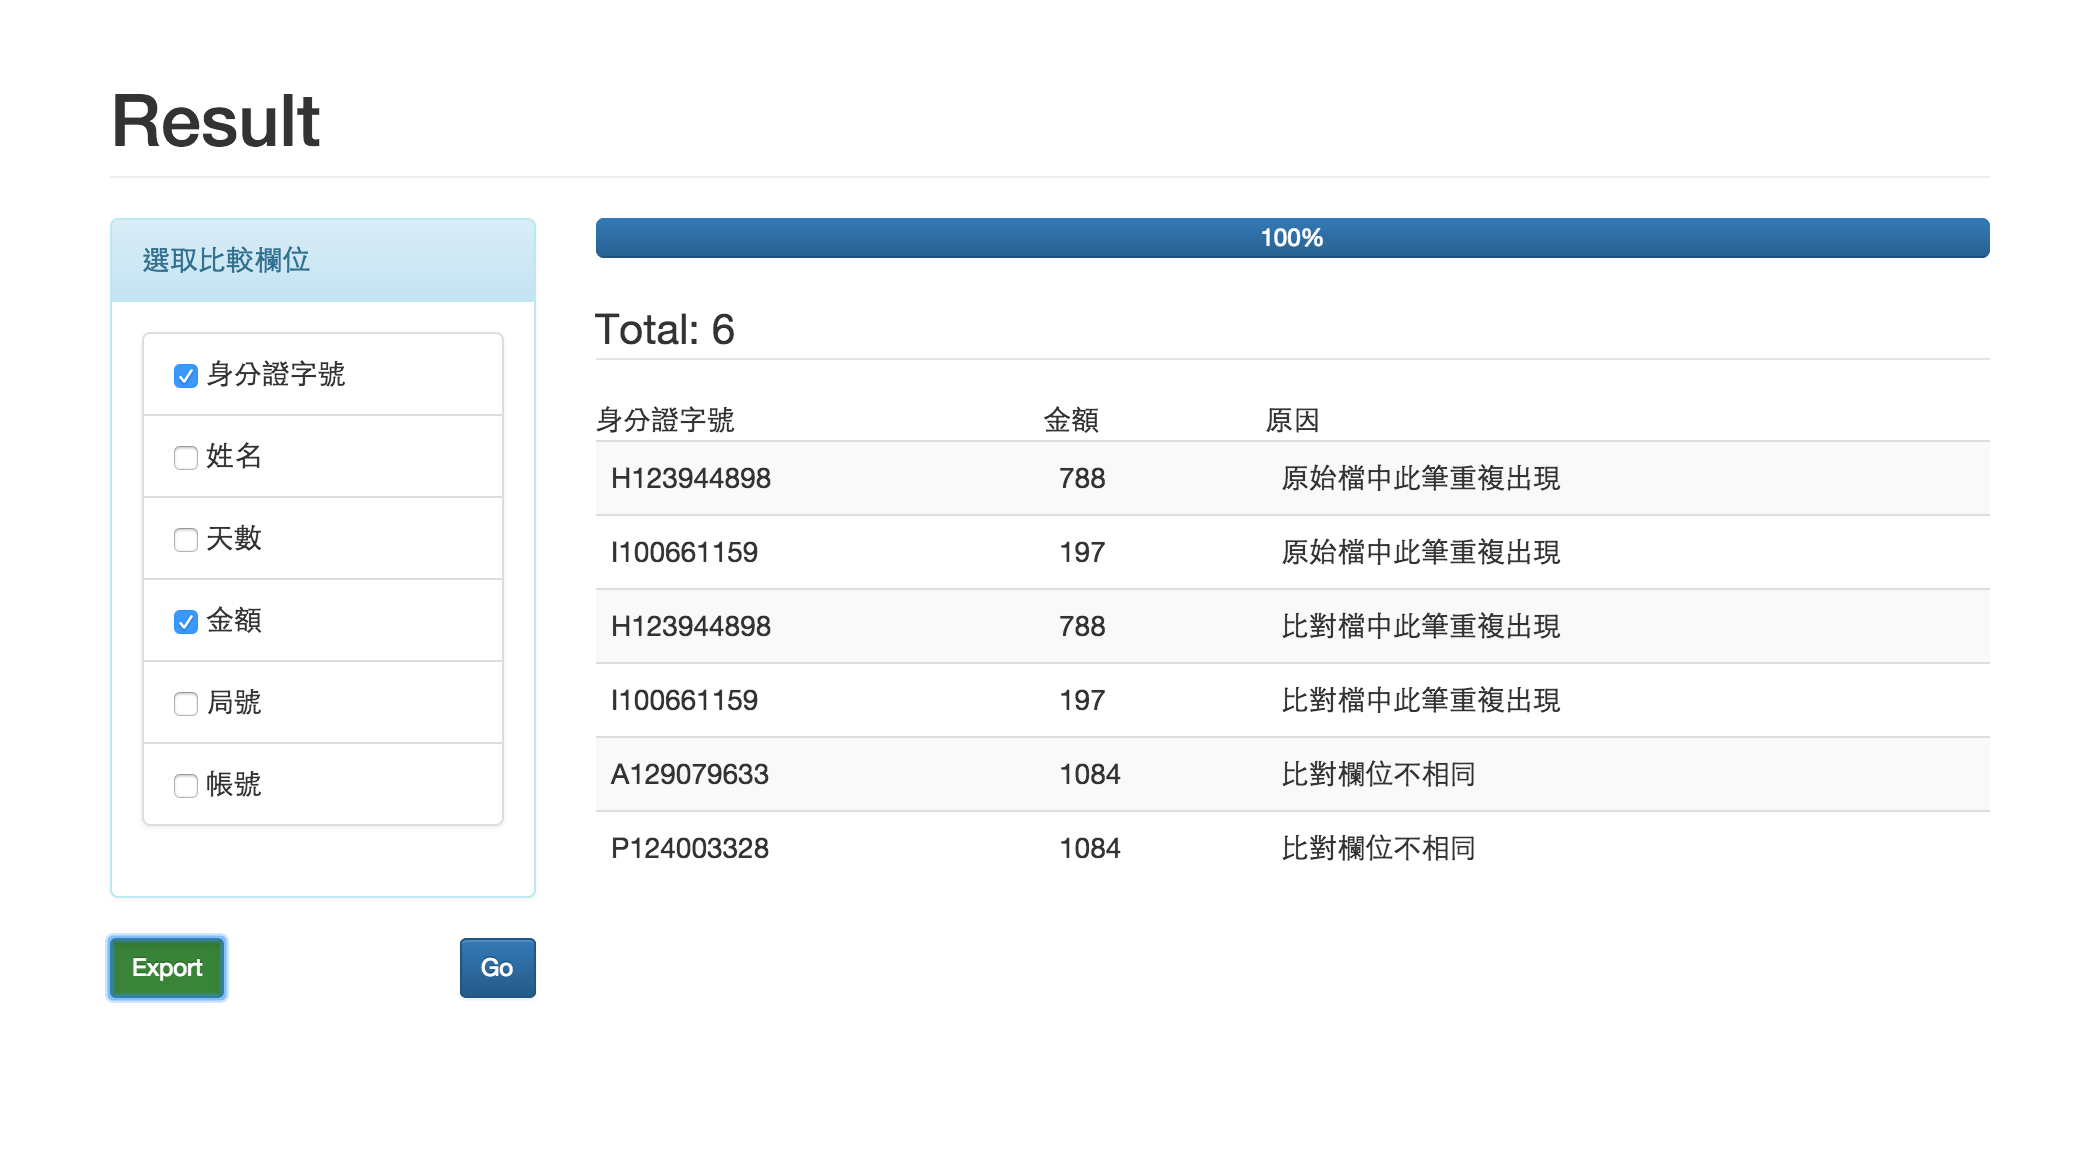 Result
選取比較欄位
身分證字號
姓名
天數
金額
局號
帳號
Export
Go
100%
Total: 6
身分證字號 金額 原因
H123944898 788 原始檔中此筆重複出現
I100661159 197 原始檔中此筆重複出現
H123944898 788 比對檔中此筆重複出現
I100661159 197 比對檔中此筆重複出現
A129079633 1084 比對欄位不相同
P124003328 1084 比對欄位不相同